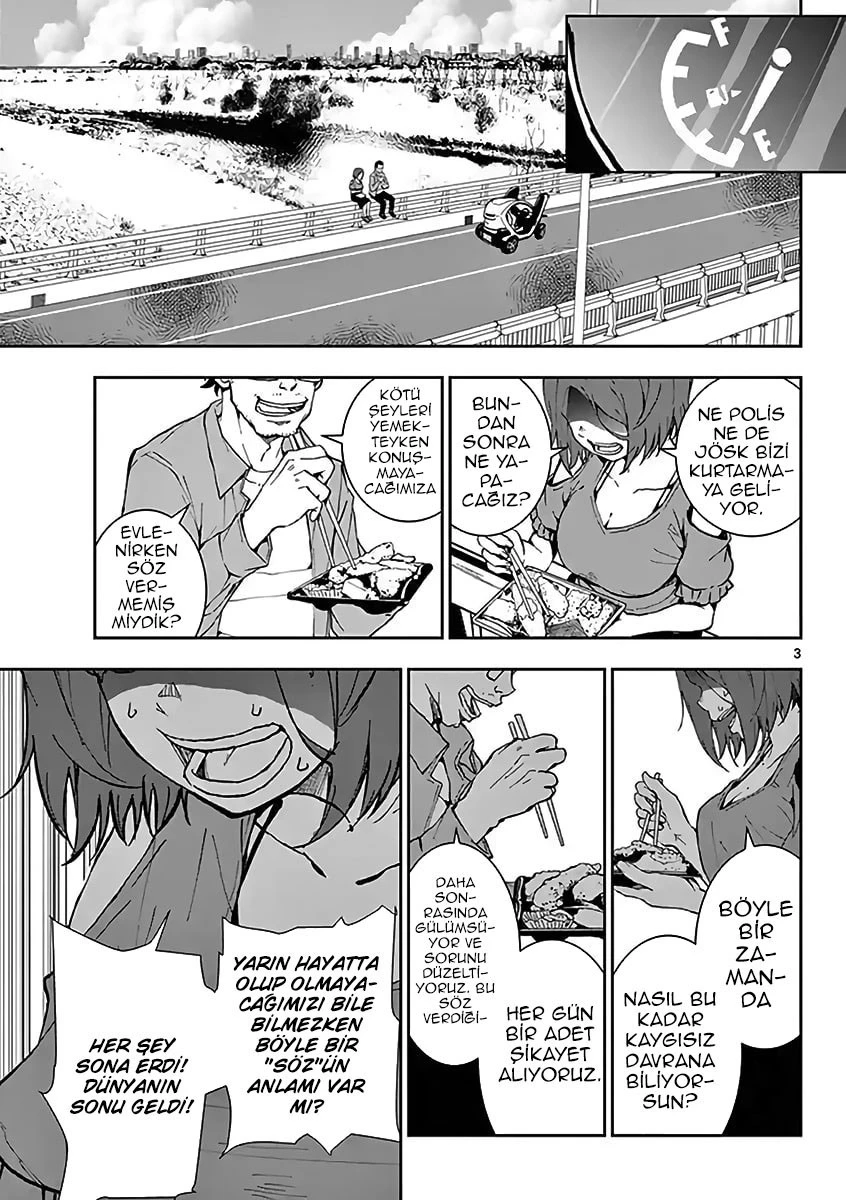 F
E
NE POLİS
NE DE
JÖSK BİZİ
KURTARMA-
YA GELİ-
YOR.
BUN-
DAN
SONRA
NE YA-
PA-
CAĞIZ?
KÖTÜ
ŞEYLERİ
YEMEK-
TEYKEN
KONUŞ-
MAYA-
CAĞIMIZA
EVLE-
NİRKEN
SÖZ
VER-
MEMİŞ
MİYDİK?
3
BÖYLE
BİR
ZA-
MAN-
DA
NASIL BU
KADAR
KAYGISIZ
DAVRANA
BİLİYOR-
SUN?
HER GÜN
BİR ADET
ŞİKAYET
ALIYORUZ.
DAHA
SON-
RASINDA
GÜLÜMSÜ-
YOR VE
SORUNU
DÜZELTİ-
YORUZ. BU
SÖZ
VERDİĞİ-
YARIN HAYATTA
OLUP OLMAYA-
CAĞIMIZI BİLE
BİLMEZKEN
BÖYLE BİR
"SÖZ"ÜN
ANLAMI VAR
MI?
HER ŞEY
SONA ERDİ!
DÜNYANIN
SONU GELDİ!